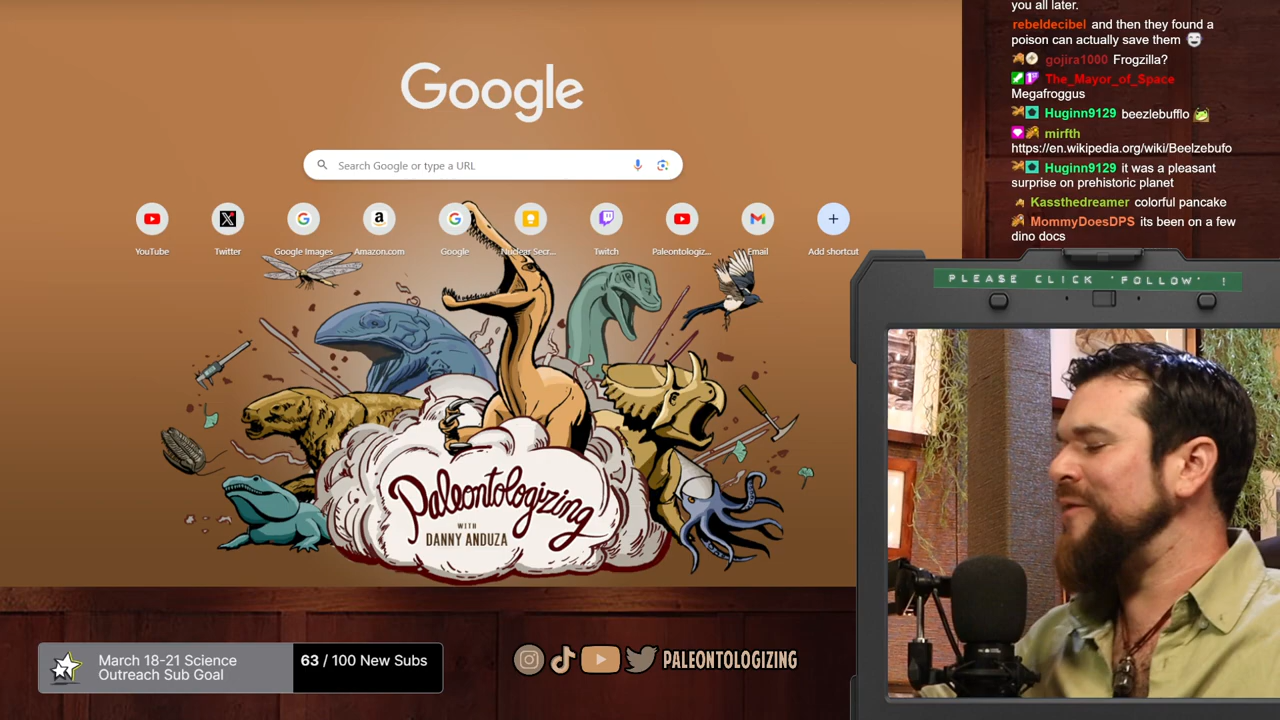 Google
Search Google or type a URL
YouTube
Twitter
Google Images
Amazon.com
Google
Nuclear Secr...
Twitch
Paleontologiz...
Email
Add shortcut
Paleontologizing
WITH
DANNY ANDUZA
you all later.
rebeldecibel and then they found a
poison can actually save them
gojira1000 Frogzilla?
The_Mayor_of_Space
Megafroggus
Huginn9129 beezlebufflo
mirfth
https://en.wikipedia.org/wiki/Beelzebufo
Huginn9129 it was a pleasant
surprise on prehistoric planet
Kassthedreamer colorful pancake
MommyDoesDPS its been on a few
dino docs
PLEASE CLICK "FOLLOW" !
March 18-21 Science
Outreach Sub Goal
63 / 100 New Subs
PALEONTOLOGIZING